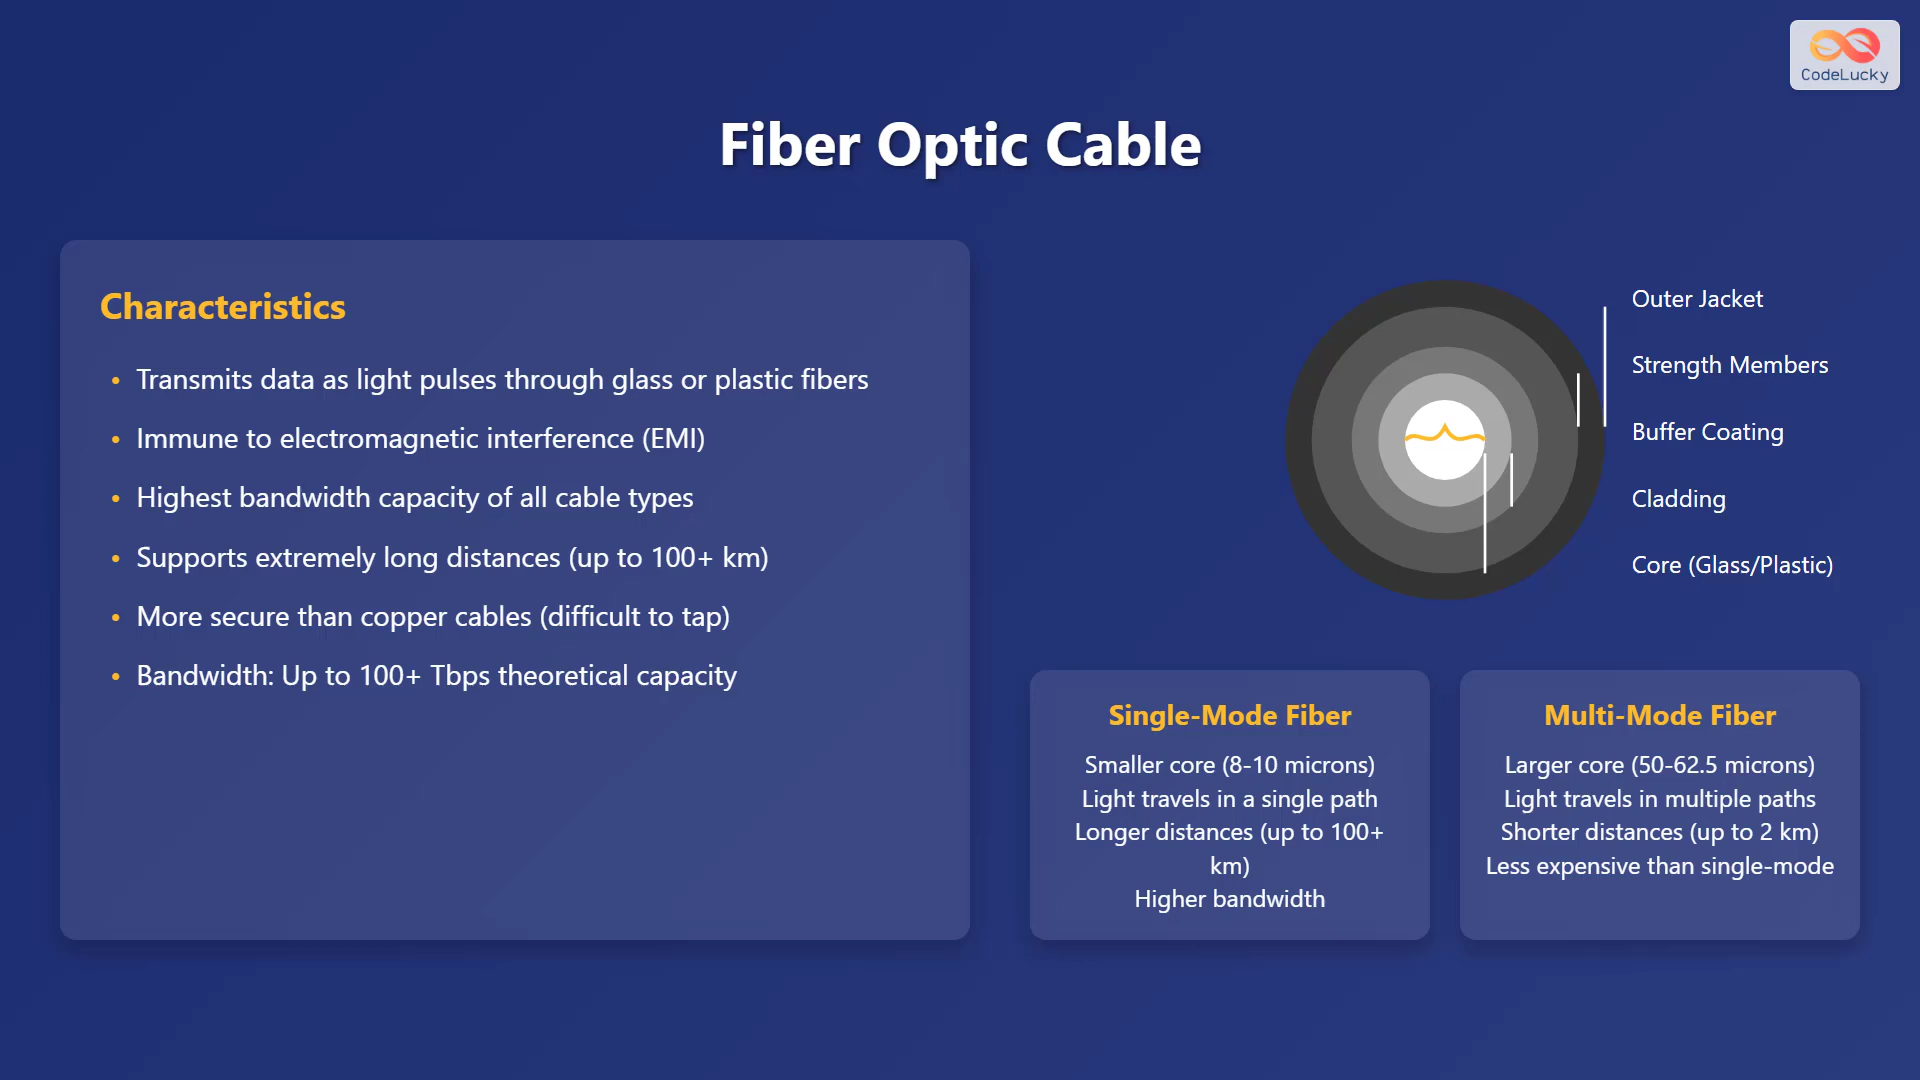 CodeLucky
Fiber Optic Cable
Characteristics
• Transmits data as light pulses through glass or plastic fibers
• Immune to electromagnetic interference (EMI)
• Highest bandwidth capacity of all cable types
• Supports extremely long distances (up to 100+ km)
• More secure than copper cables (difficult to tap)
• Bandwidth: Up to 100+ Tbps theoretical capacity
Outer Jacket
Strength Members
Buffer Coating
Cladding
Core (Glass/Plastic)
Single-Mode Fiber
Smaller core (8-10 microns)
Light travels in a single path
Longer distances (up to 100+
km)
Higher bandwidth
Multi-Mode Fiber
Larger core (50-62.5 microns)
Light travels in multiple paths
Shorter distances (up to 2 km)
Less expensive than single-mode